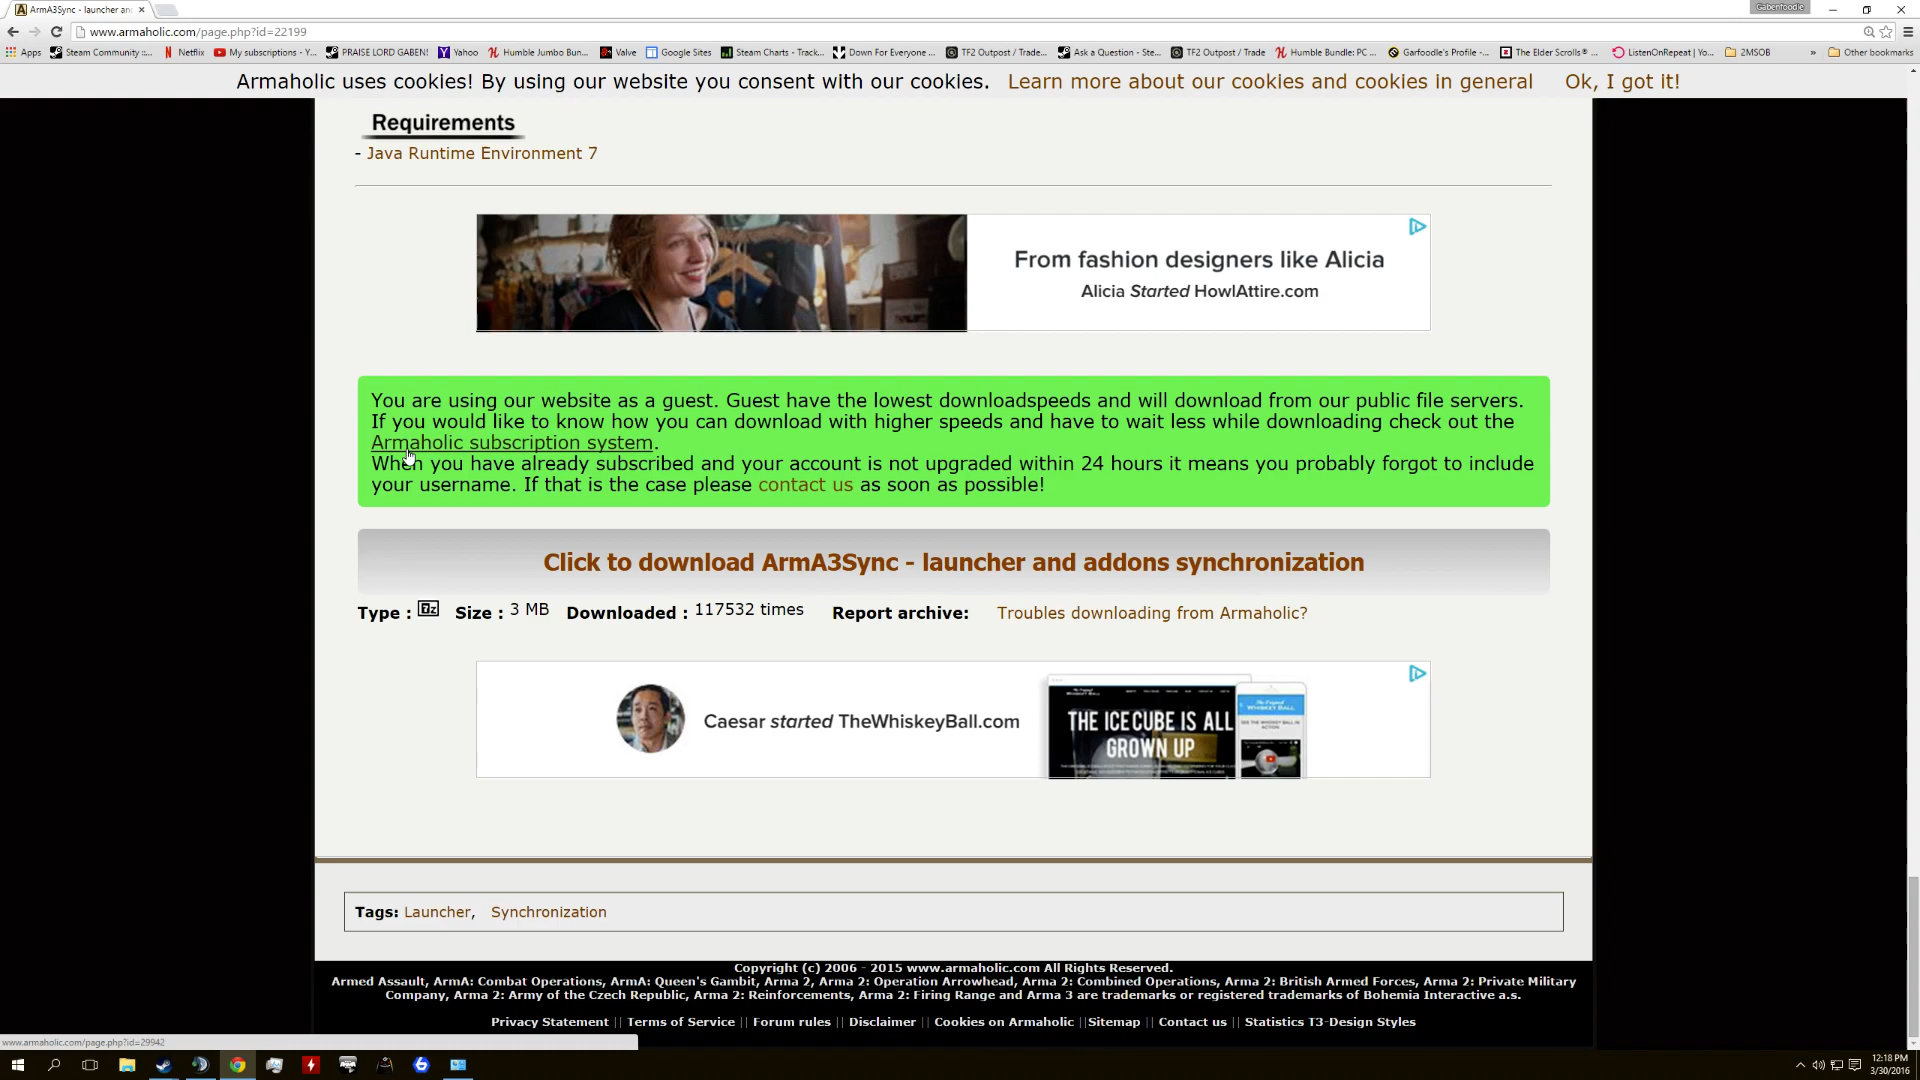 ArmA3Sync - launcher an
Gabenfoodle
www.armaholic.com/page.php?id=22199
Apps
Steam Community ::..
Netflix
My subscriptions - Y...
PRAISE LORD GABEN!
Yahoo
Humble Jumbo Bun...
Valve
Google Sites
Steam Charts - Track...
Down For Everyone ...
TF2 Outpost / Trade...
Ask a Question - Ste...
TF2 Outpost / Trade
Humble Bundle: PC ...
Garfoodle's Profile -...
The Elder Scrolls® ...
ListenOnRepeat | Yo...
2MSOB
»
Other bookmarks
Armaholic uses cookies! By using our website you consent with our cookies. Learn more about our cookies and cookies in general Ok, I got it!
Requirements
- Java Runtime Environment 7
From fashion designers like Alicia
Alicia Started HowlAttire.com
You are using our website as a guest. Guest have the lowest downloadspeeds and will download from our public file servers.
If you would like to know how you can download with higher speeds and have to wait less while downloading check out the
Armaholic subscription system.
When you have already subscribed and your account is not upgraded within 24 hours it means you probably forgot to include
your username. If that is the case please contact us as soon as possible!
Click to download ArmA3Sync - launcher and addons synchronization
Type : 7z Size : 3 MB Downloaded : 117532 times Report archive: Troubles downloading from Armaholic?
Caesar started TheWhiskeyBall.com
THE ICE CUBE IS ALL
GROWN UP
WHISKEY BALL
Tags: Launcher, Synchronization
Copyright (c) 2006 - 2015 www.armaholic.com All Rights Reserved.
Armed Assault, ArmA: Combat Operations, ArmA: Queen's Gambit, Arma 2, Arma 2: Operation Arrowhead, Arma 2: Combined Operations, Arma 2: British Armed Forces, Arma 2: Private Military
Company, Arma 2: Army of the Czech Republic, Arma 2: Reinforcements, Arma 2: Firing Range and Arma 3 are trademarks or registered trademarks of Bohemia Interactive a.s.
Privacy Statement || Terms of Service || Forum rules || Disclaimer || Cookies on Armaholic ||Sitemap || Contact us || Statistics T3-Design Styles
www.armaholic.com/page.php?id=29942
12:18 PM
3/30/2016